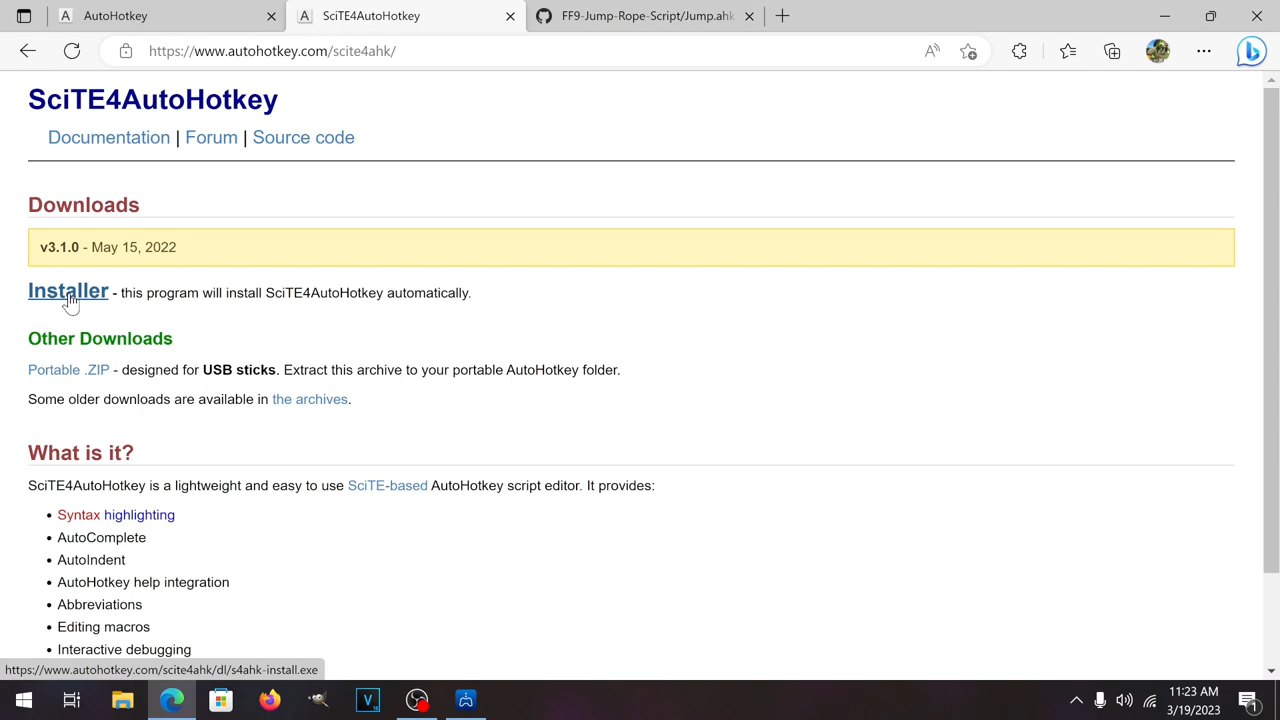 AutoHotkey
SciTE4AutoHotkey
FF9-Jump-Rope-Script/Jump.ahk
https://www.autohotkey.com/scite4ahk/
SciTE4AutoHotkey
Documentation | Forum | Source code
Downloads
v3.1.0 - May 15, 2022
Installer - this program will install SciTE4AutoHotkey automatically.
Other Downloads
Portable .ZIP - designed for USB sticks. Extract this archive to your portable AutoHotkey folder.
Some older downloads are available in the archives.
What is it?
SciTE4AutoHotkey is a lightweight and easy to use SciTE-based AutoHotkey script editor. It provides:
• Syntax highlighting
• AutoComplete
• AutoIndent
• AutoHotkey help integration
• Abbreviations
• Editing macros
• Interactive debugging
https://www.autohotkey.com/scite4ahk/dl/s4ahk-install.exe
11:23 AM
3/19/2023